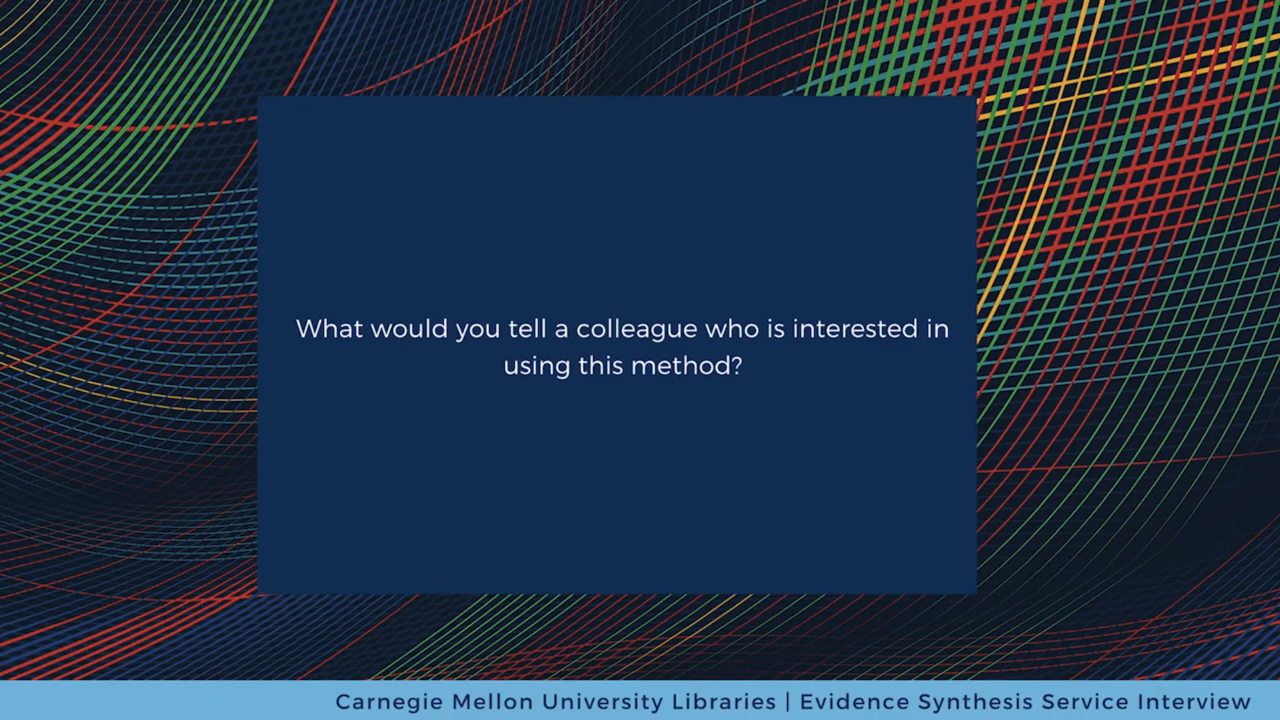 What would you tell a colleague who is interested in
using this method?
Carnegie Mellon University Libraries | Evidence Synthesis Service Interview